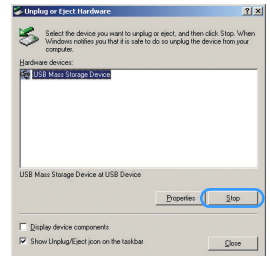 Unplug or Eject Hardware
Select the device you want to unplug or eject, and then click Stop. When
Windows notifies you that it is safe to do so unplug the device from your
computer.
Hardware devices:
USB Mass Storage Device
USB Mass Storage Device at USB Device
Properties
Stop
Display device components
Show Unplug/Eject icon on the taskbar
Close